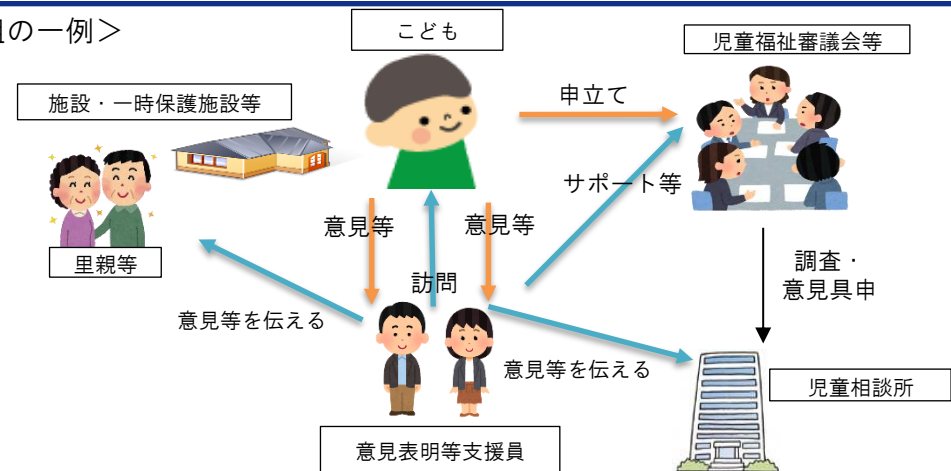 の一例＞
こども
児童福祉審議会等
施設・一時保護施設等
申立て
サポート等
意見等
意見等
里親等
訪問
調査・
意見具申
意見等を伝える
意見等を伝える
児童相談所
意見表明等支援員